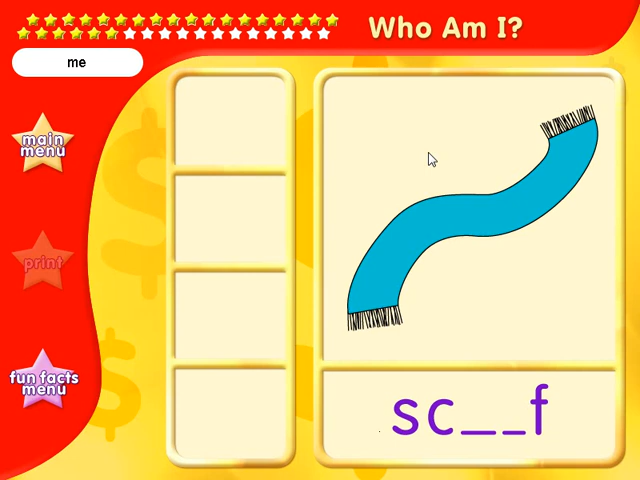 Who Am I?
me
main
menu
print
fun facts
menu
sc__f